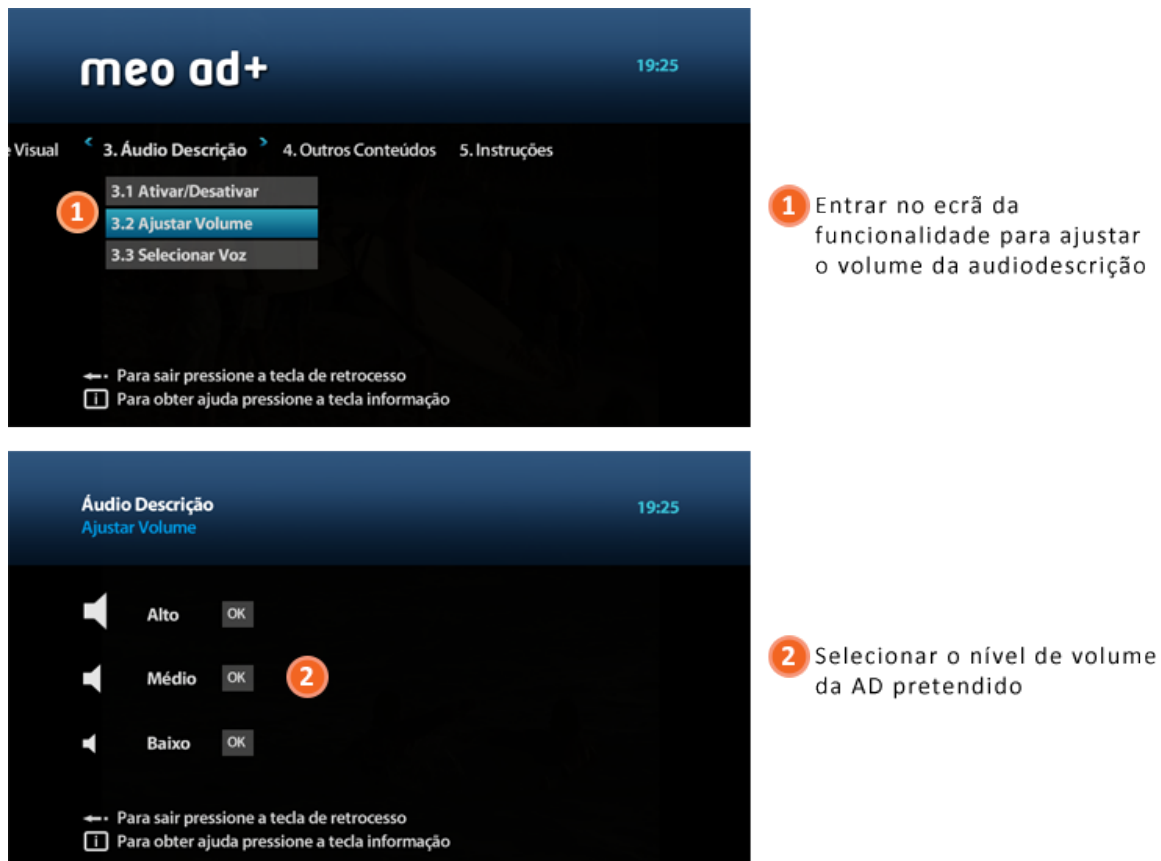 meo ad+
19:25
e Visual < 3. Áudio Descrição > 4. Outros Conteúdos 5. Instruções
3.1 Ativar/Desativar
1
3.2 Ajustar Volume
3.3 Selecionar Voz
Para sair pressione a tecla de retrocesso
i Para obter ajuda pressione a tecla informação
1 Entrar no ecrã da
funcionalidade para ajustar
o volume da audiodescrição
Áudio Descrição
Ajustar Volume
19:25
Alto OK
Médio OK 2
Baixo OK
Para sair pressione a tecla de retrocesso
i Para obter ajuda pressione a tecla informação
2 Selecionar o nível de volume
da AD pretendido